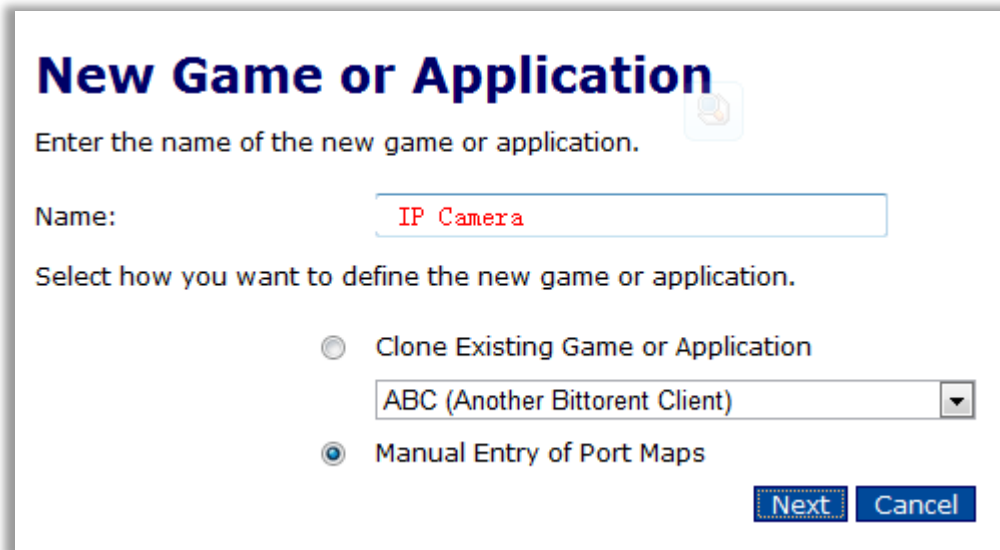 New Game or Application
Enter the name of the new game or application.
Name:
IP Camera
Select how you want to define the new game or application.
Clone Existing Game or Application
ABC (Another Bittorent Client)
Manual Entry of Port Maps
Next Cancel